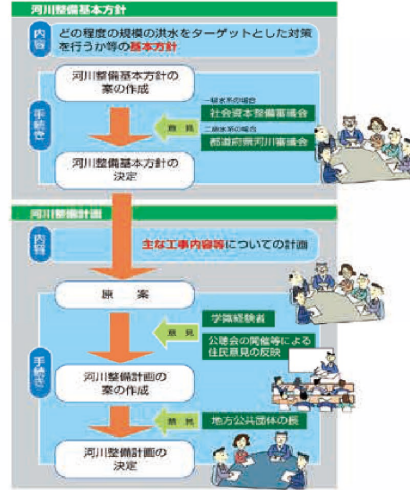 河川整備基本方針
内容
どの程度の規模の洪水をターゲットとした対策
を行うか等の基本方針
手続き
河川整備基本方針の
案の作成
意見
一級水系の場合
社会資本整備審議会
二級水系の場合
都道府県河川審議会
河川整備基本方針の
決定
河川整備計画
内容
主な工事内容等についての計画
手続き
原　案
意見
学識経験者
公聴会の開催等による
住民意見の反映
河川整備計画の
案の作成
意見
地方公共団体の長
河川整備計画の
決定